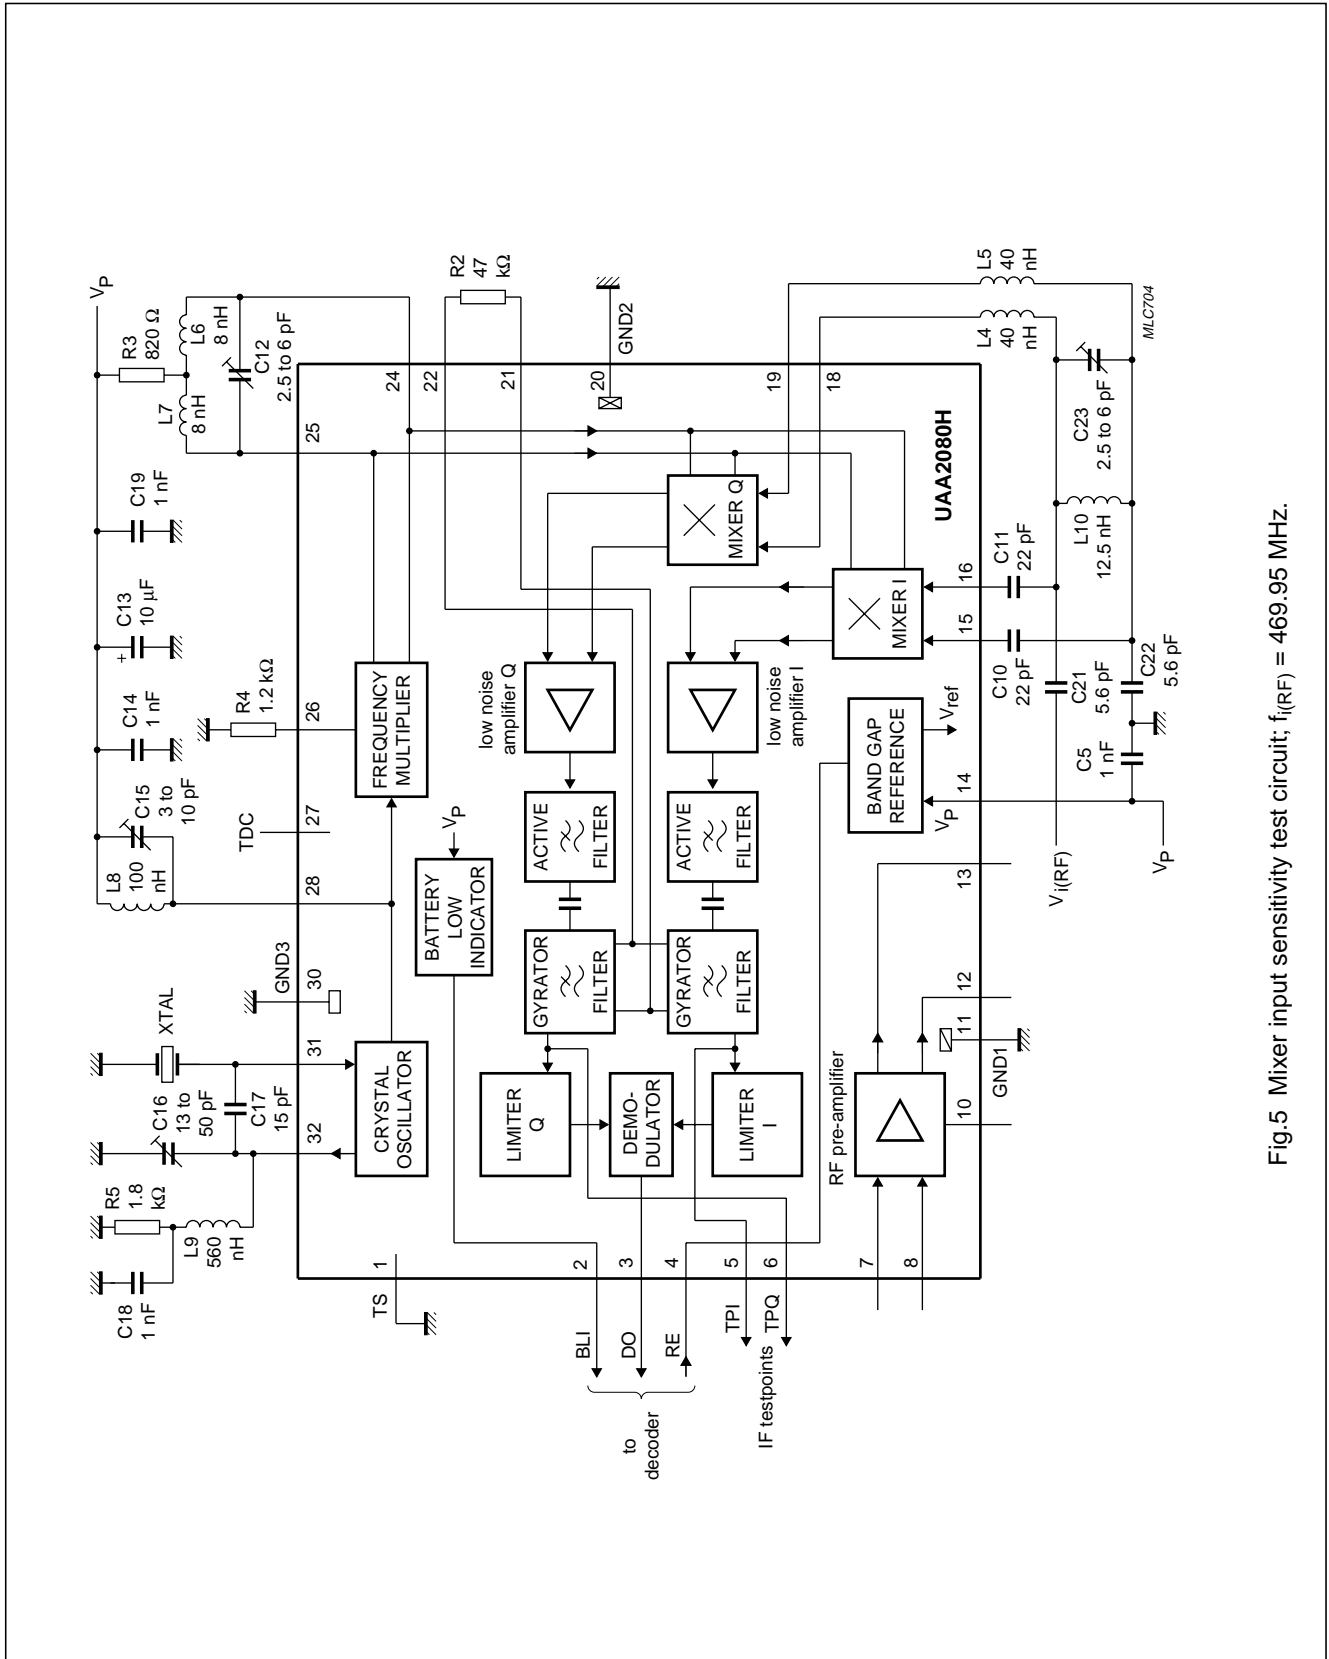 VP
R3
820 Ω
L6
8 nH
L7
8 nH
C12
2.5 to 6 pF
C19
1 nF
C13
10 µF
+
C14
1 nF
C15
3 to
10 pF
L8
100
nH
R4
1.2 kΩ
TDC
GND3
XTAL
C16
13 to
50 pF
C17
15 pF
R5
1.8
kΩ
L9
560
nH
C18
1 nF
TS
1
32
31
30
28
27
26
25
24
22
21
20
19
18
R2
47
kΩ
GND2
CRYSTAL
OSCILLATOR
FREQUENCY
MULTIPLIER
BATTERY
LOW
INDICATOR
VP
low noise
amplifier Q
LIMITER
Q
GYRATOR
FILTER
ACTIVE
FILTER
MIXER Q
DEMO-
DULATOR
LIMITER
I
GYRATOR
FILTER
ACTIVE
FILTER
low noise
amplifier I
MIXER I
RF pre-amplifier
BAND GAP
REFERENCE
VP
Vref
UAA2080H
BLI
2
DO
3
RE
4
TPI
5
TPQ
6
to
decoder
IF testpoints
7
8
10
11
12
13
14
15
16
GND1
Vi(RF)
VP
C5
1 nF
C10
22 pF
C11
22 pF
C21
5.6 pF
C22
5.6 pF
L10
12.5 nH
C23
2.5 to 6 pF
L4
40
nH
L5
40
nH
MLC704
Fig.5 Mixer input sensitivity test circuit; fi(RF) = 469.95 MHz.